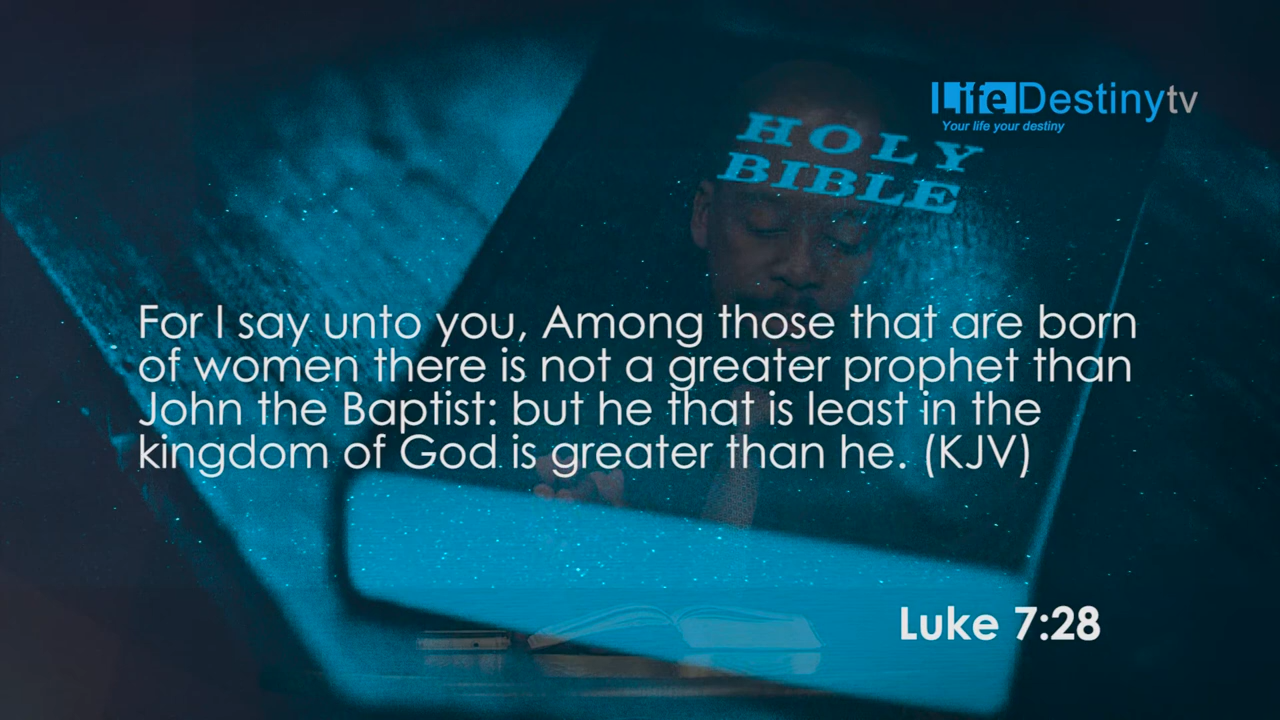 LifeDestinytv
Your life your destiny
HOLY
BIBLE
For I say unto you, Among those that are born
of women there is not a greater prophet than
John the Baptist: but he that is least in the
kingdom of God is greater than he. (KJV)
Luke 7:28